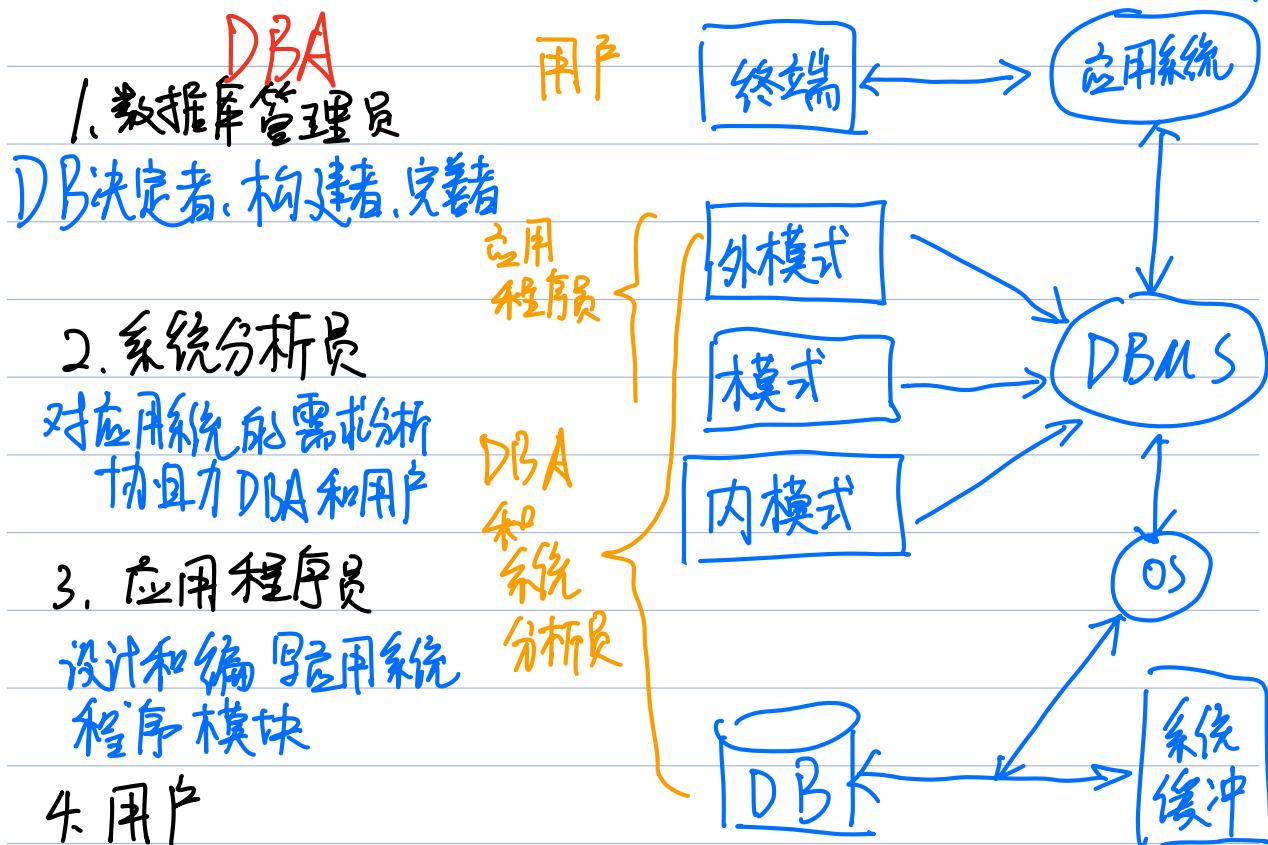 DBA
1.数据库管理员
DB决定者、构建者、完善者
2.系统分析员
对应用系统的需求分析
协助DBA和用户
3.应用程序员
设计和编写应用系统
程序模块
4.用户
用户
终端
应用系统
应用
程序员
外模式
模式
内模式
DBMS
DBA
和
系统
分析员
OS
DB
系统
缓冲